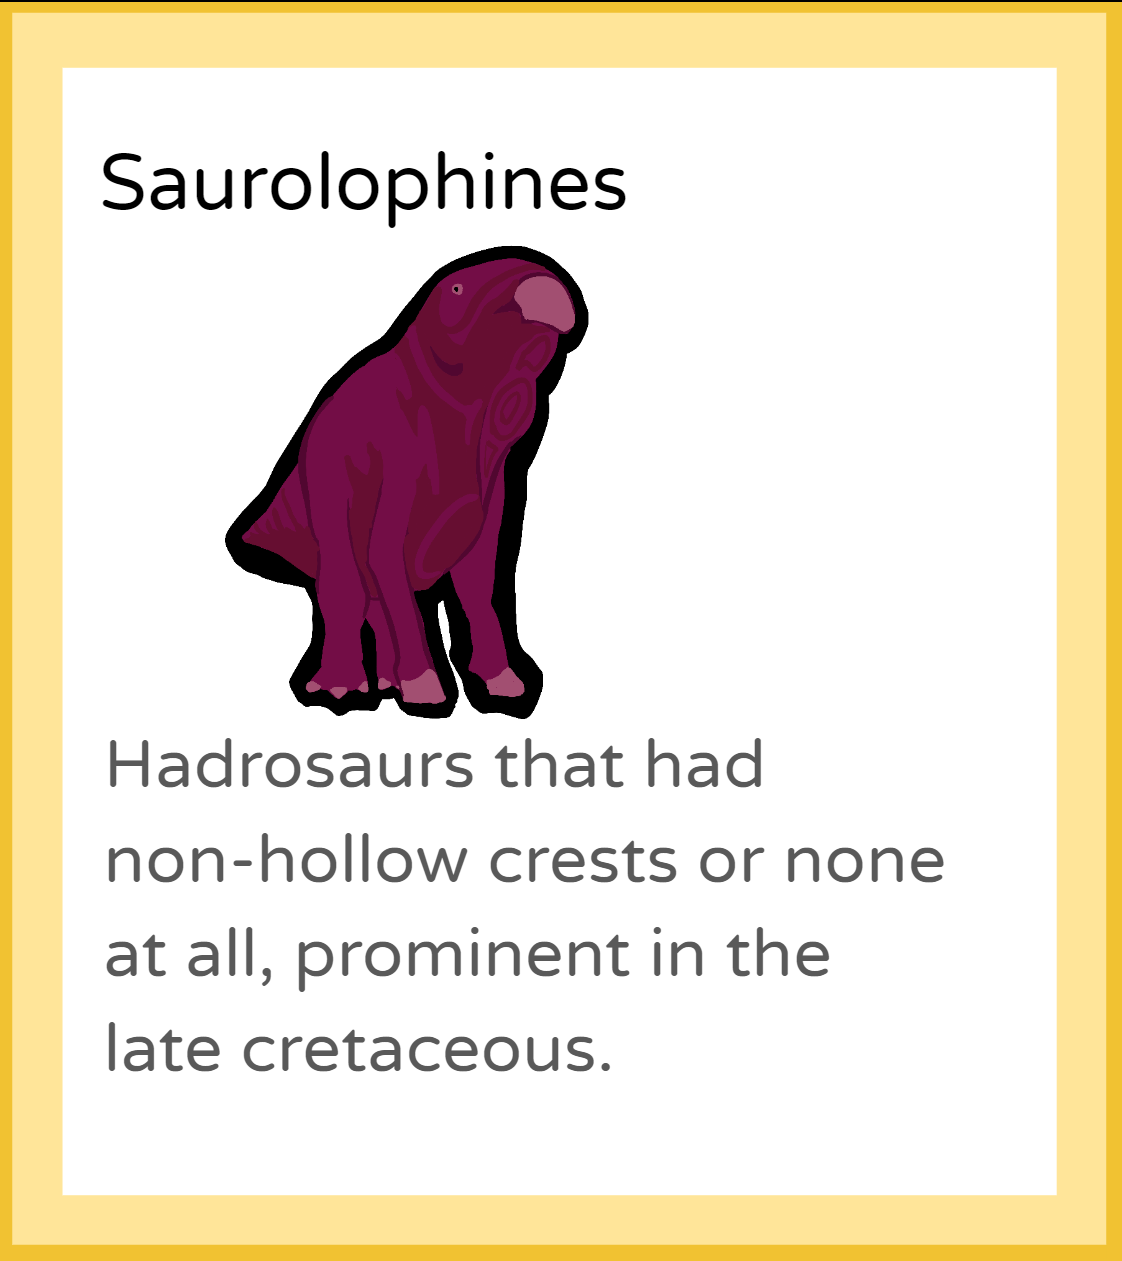 Saurolophines
Hadrosaurs that had
non-hollow crests or none
at all, prominent in the
late cretaceous.